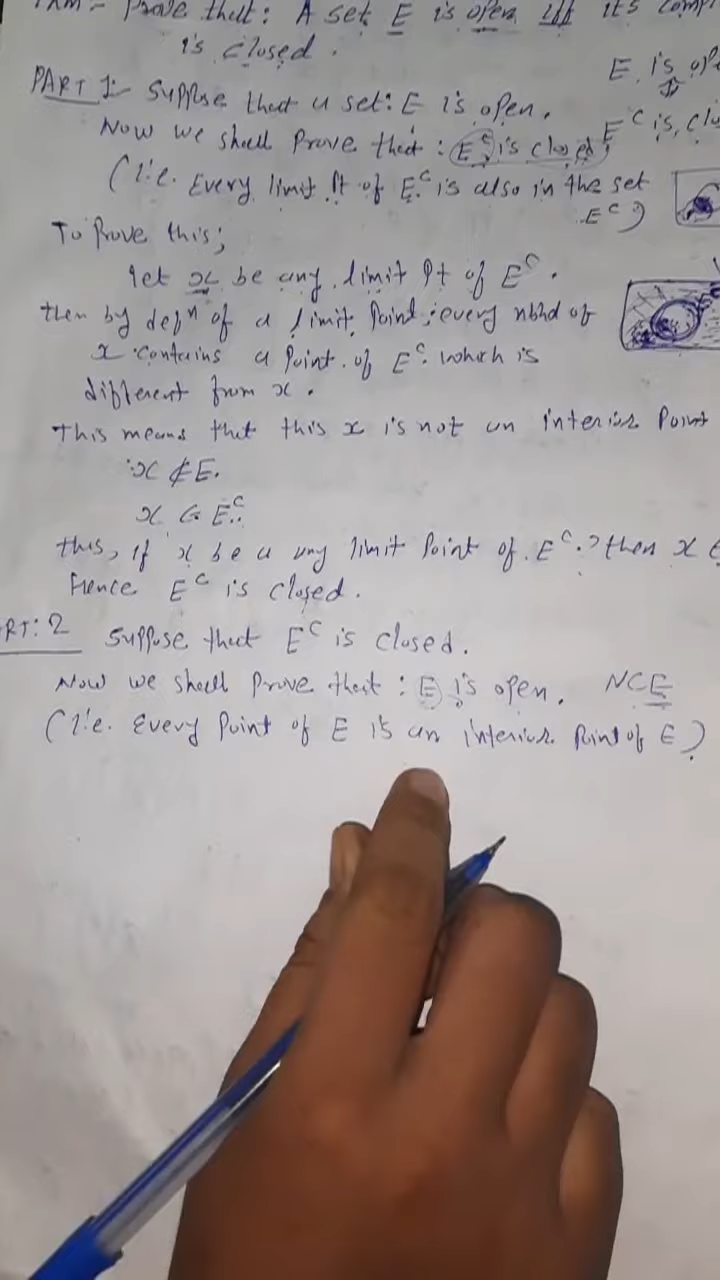 THM:- Prove that: A set E is open iff its comp
is closed.
E is op
PART 1:- Suppose that a set: E is open.
E^c is clo
Now we shall Prove that: E^c is closed
(i.e. Every limit Pt of E^c is also in the set
E^c)
To Prove this;
let x be any limit Pt of E^c.
then by defn of a limit Point; every nbhd of
x contains a Point of E^c which is
different from x.
This means that this x is not an interior Point
x ∉ E.
x ∈ E^c.
this, if x be a any limit Point of E^c. then x ∈
Hence E^c is closed.
RT: 2 Suppose that E^c is closed.
Now we shall Prove that: E is open. N⊂E
(i.e. Every Point of E is an interior Point of E)